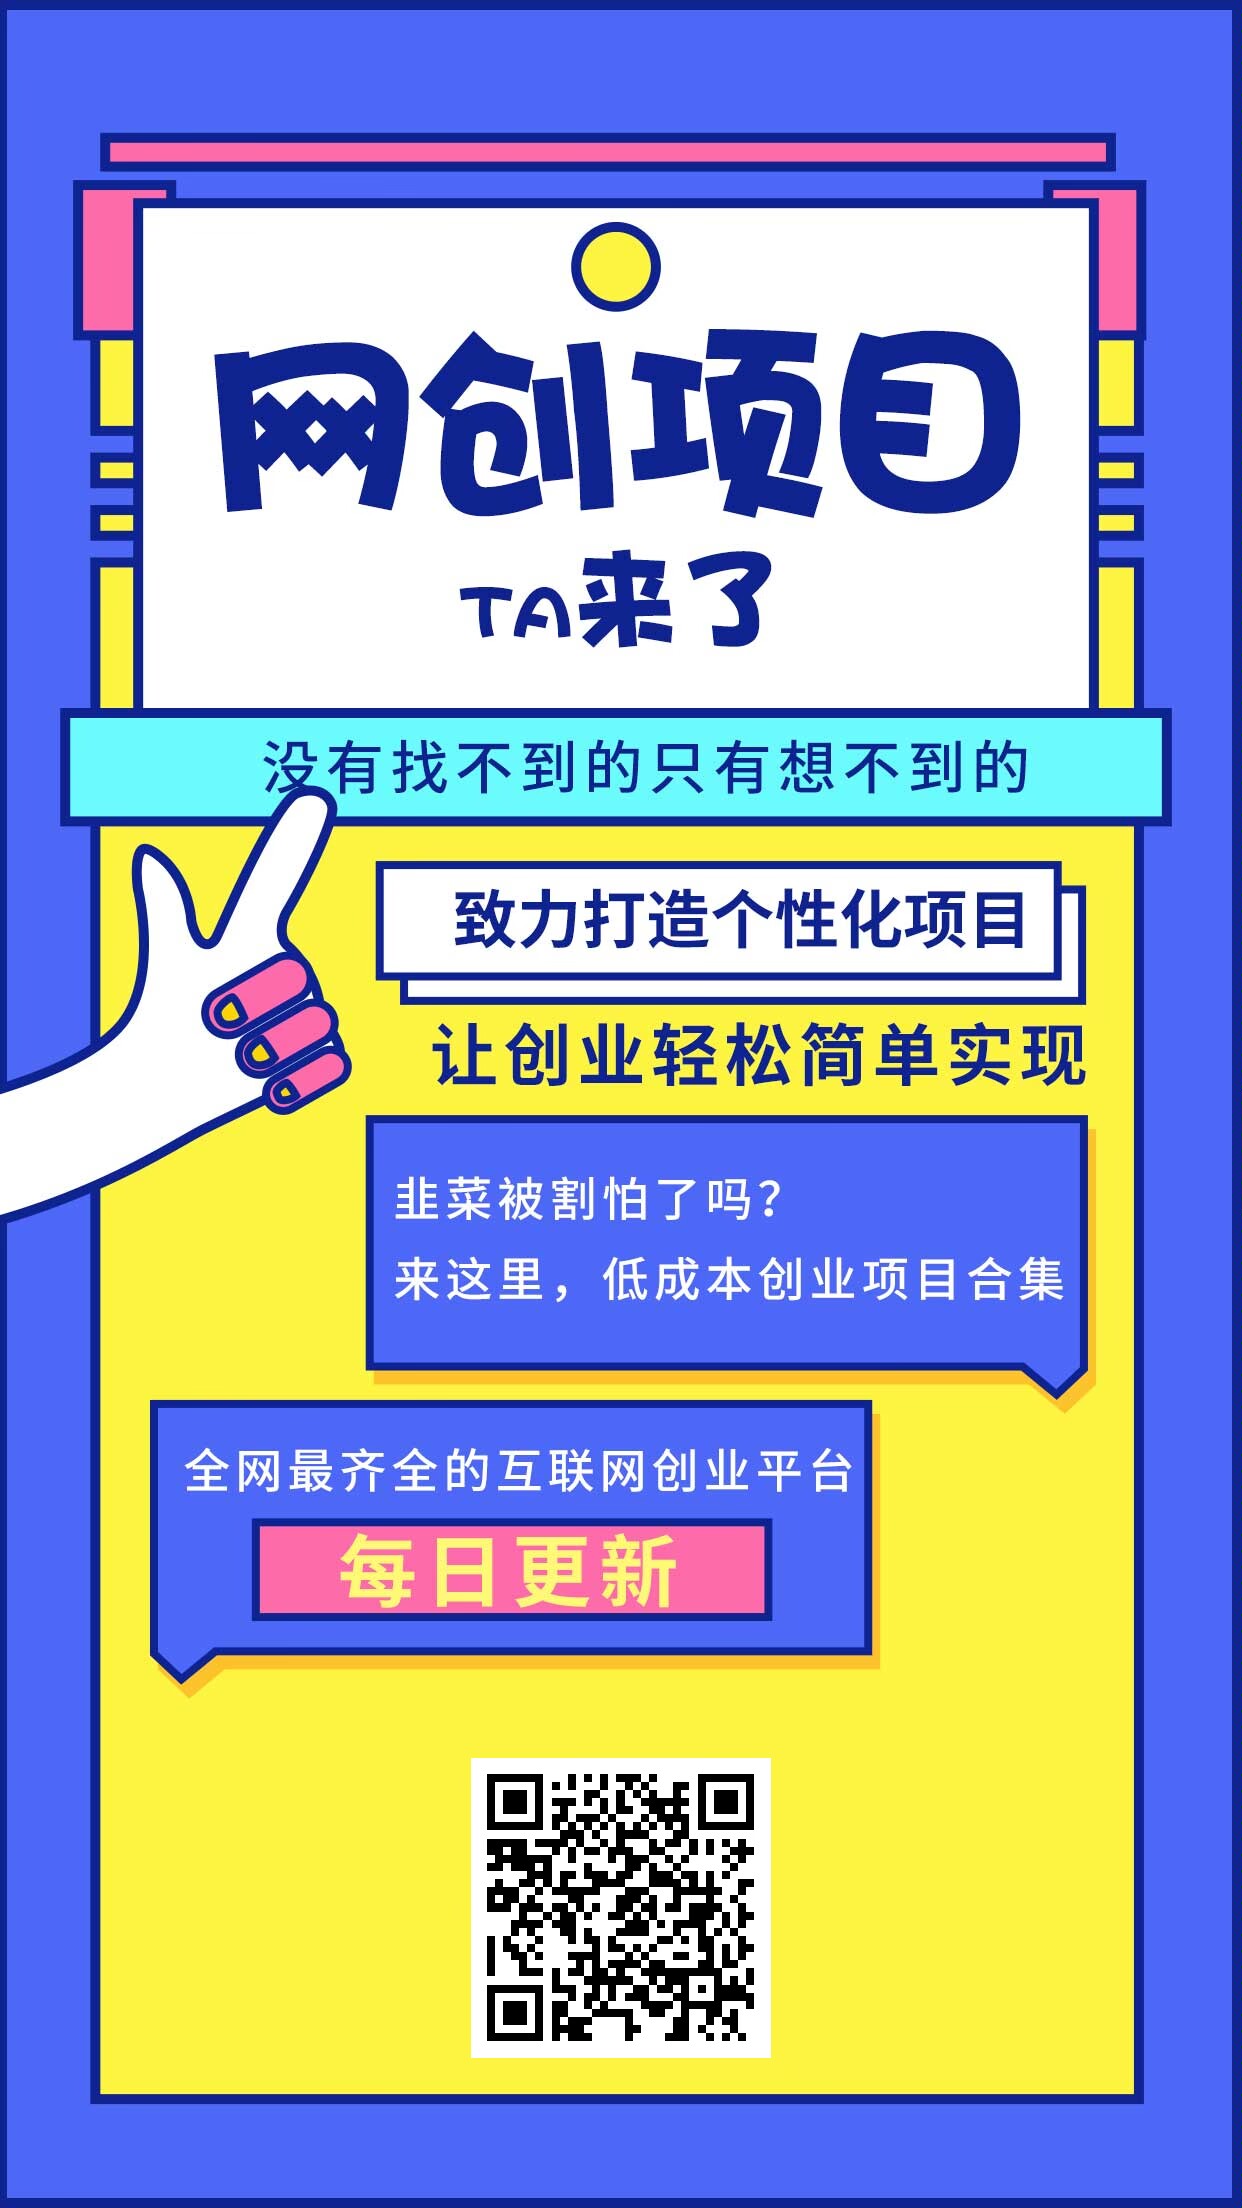 网创项目
TA来了
没有找不到的只有想不到的
致力打造个性化项目
让创业轻松简单实现
韭菜被割怕了吗？
来这里，低成本创业项目合集
全网最齐全的互联网创业平台
每日更新